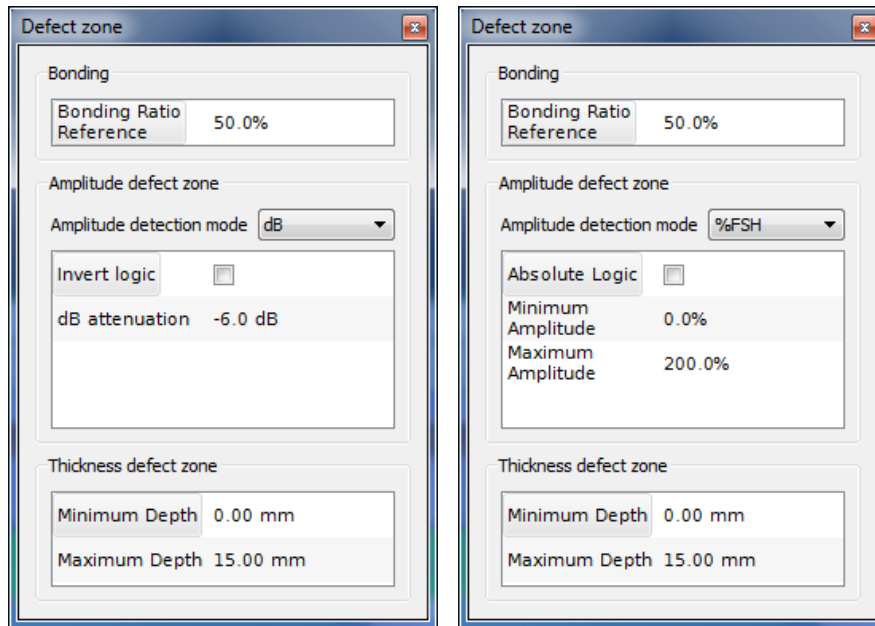 Defect zone
Bonding
Bonding Ratio
Reference
50.0%
Amplitude defect zone
Amplitude detection mode dB
Invert logic
dB attenuation -6.0 dB
Thickness defect zone
Minimum Depth 0.00 mm
Maximum Depth 15.00 mm
Defect zone
Bonding
Bonding Ratio
Reference
50.0%
Amplitude defect zone
Amplitude detection mode %FSH
Absolute Logic
Minimum
Amplitude
0.0%
Maximum
Amplitude
200.0%
Thickness defect zone
Minimum Depth 0.00 mm
Maximum Depth 15.00 mm